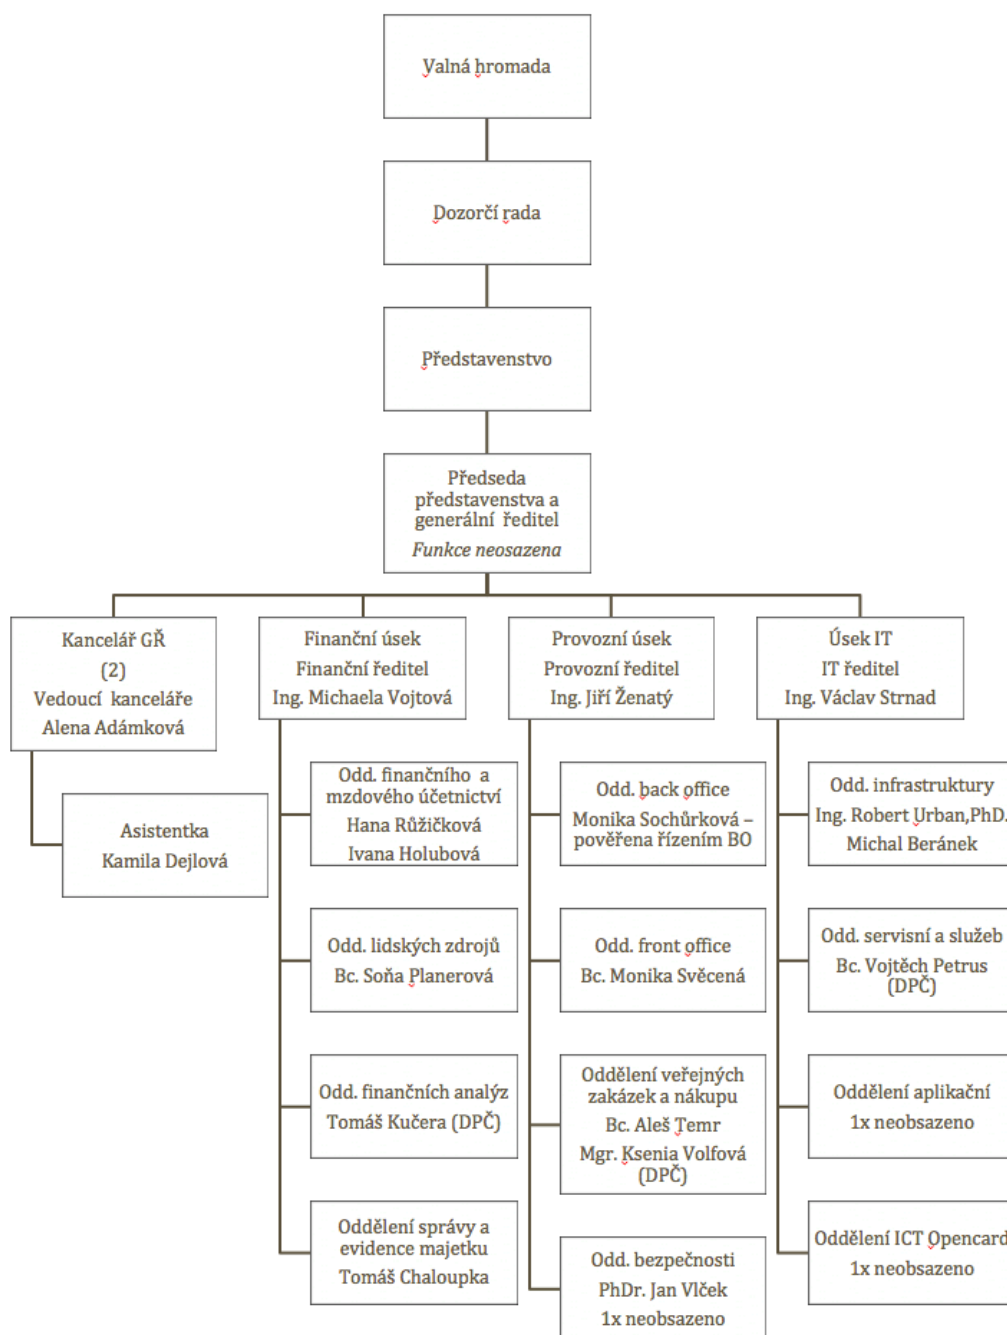 Valná hromada
Dozorčí rada
Představenstvo
Předseda
představenstva a
generální ředitel
Funkce neosazena
Kancelář GŘ
(2)
Vedoucí kanceláře
Alena Adámková
Asistentka
Kamila Dejlová
Finanční úsek
Finanční ředitel
Ing. Michaela Vojtová
Odd. finančního a
mzdového účetnictví
Hana Růžičková
Ivana Holubová
Odd. lidských zdrojů
Bc. Soňa Planerová
Odd. finančních analýz
Tomáš Kučera (DPČ)
Oddělení správy a
evidence majetku
Tomáš Chaloupka
Provozní úsek
Provozní ředitel
Ing. Jiří Ženatý
Odd. back office
Monika Sochůrková –
pověřena řízením BO
Odd. front office
Bc. Monika Svěcená
Oddělení veřejných
zakázek a nákupu
Bc. Aleš Temr
Mgr. Ksenia Volfová
(DPČ)
Odd. bezpečnosti
PhDr. Jan Vlček
1x neobsazeno
Úsek IT
IT ředitel
Ing. Václav Strnad
Odd. infrastruktury
Ing. Robert Urban,PhD.
Michal Beránek
Odd. servisní a služeb
Bc. Vojtěch Petrus
(DPČ)
Oddělení aplikační
1x neobsazeno
Oddělení ICT Opencard
1x neobsazeno